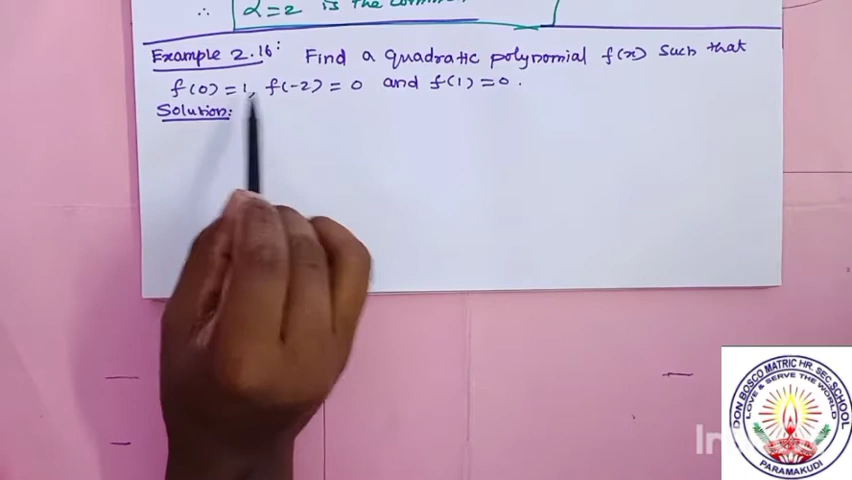 ∴ α=2 is the common
Example 2.16: Find a quadratic polynomial f(x) such that
f(0) = 1, f(-2) = 0 and f(1) = 0.
Solution:
DON BOSCO MATRIC HR. SEC SCHOOL
LOVE & SERVE THE WORLD
PARAMAKUDI